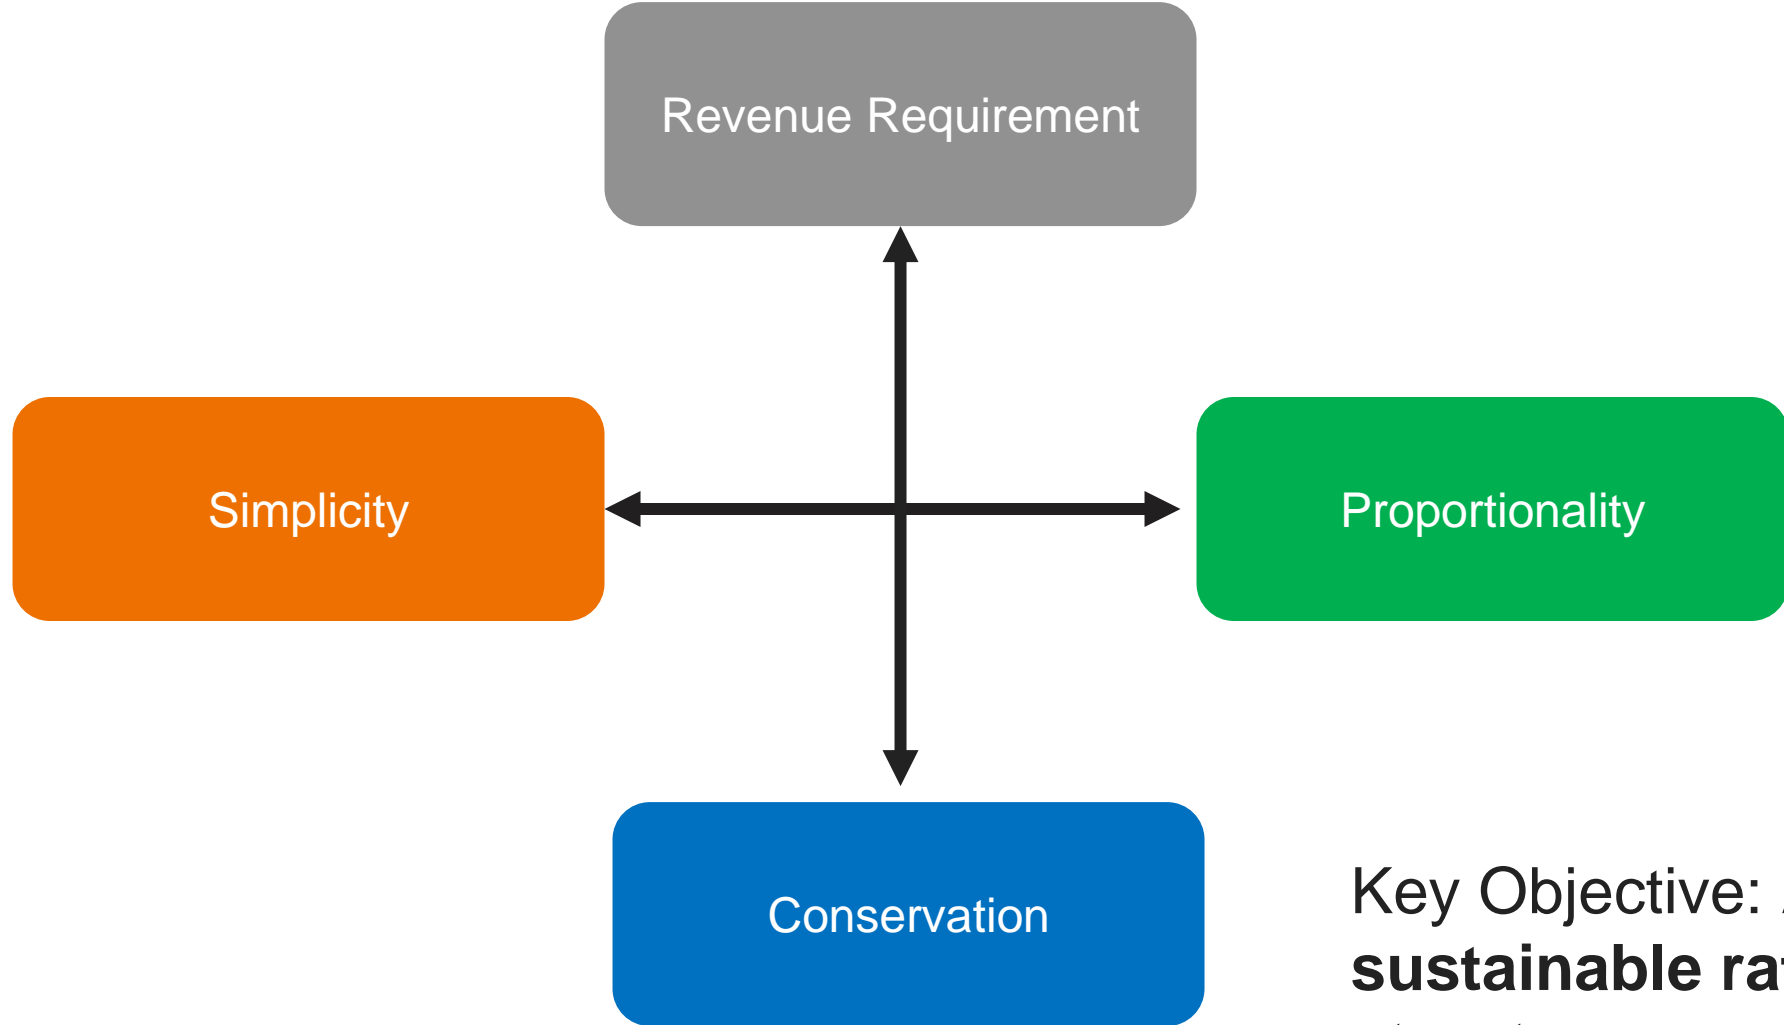 Revenue Requirement
Simplicity
Proportionality
Conservation
Key Objective:
sustainable